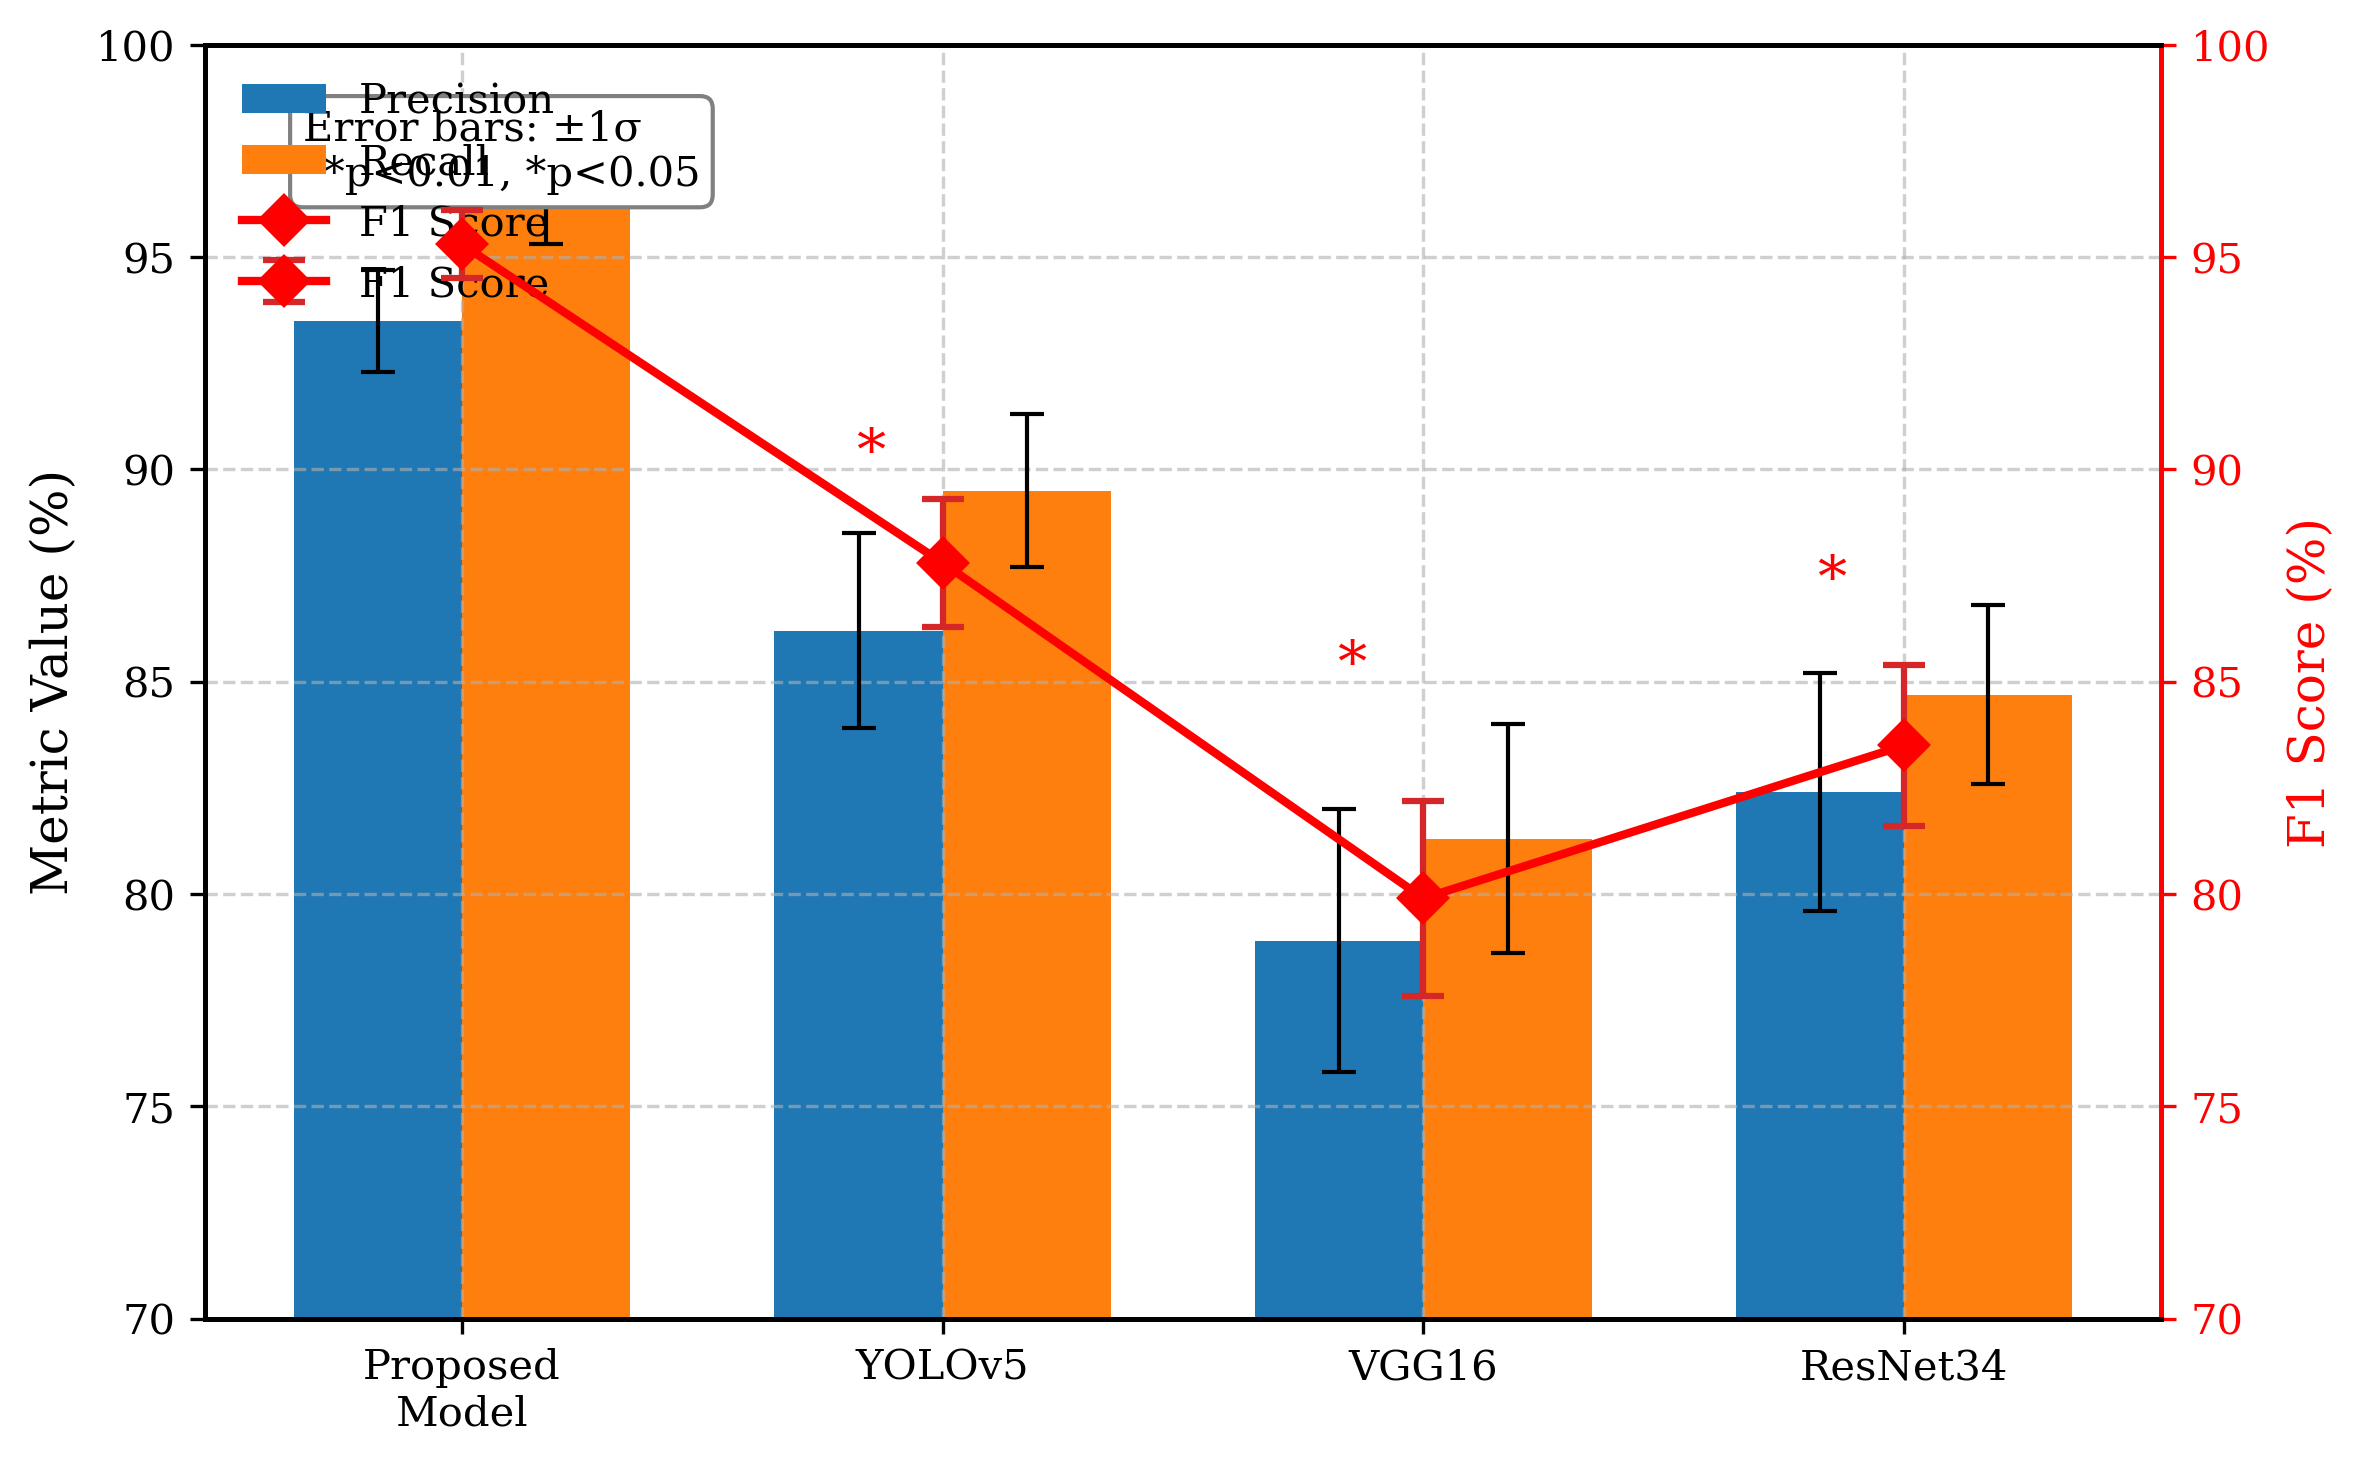 100
95
90
85
80
75
70
Metric Value (%)
Precision
Recall
F1 Score
F1 Score
Error bars: ±1σ
*p<0.01, *p<0.05
*
*
*
100
95
90
85
80
75
70
F1 Score (%)
Proposed
Model
YOLOv5
VGG16
ResNet34